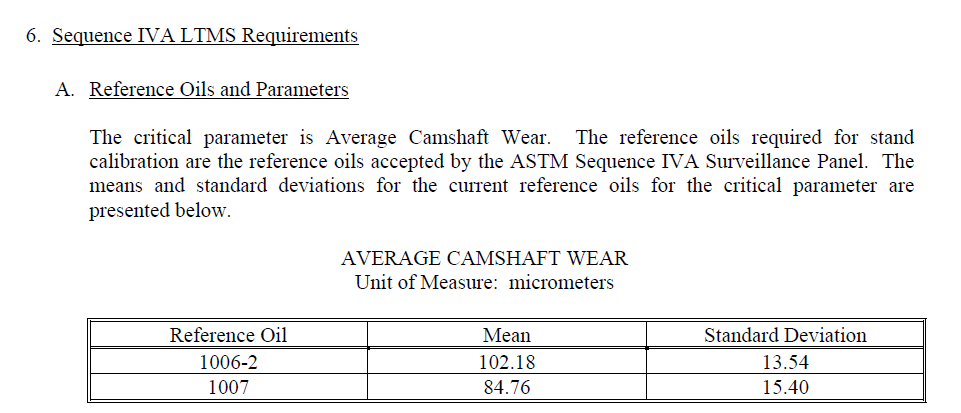 6. Sequence IVA LTMS Requirements
A. Reference Oils and Parameters
The critical parameter is Average Camshaft Wear. The reference oils required for stand
calibration are the reference oils accepted by the ASTM Sequence IVA Surveillance Panel. The
means and standard deviations for the current reference oils for the critical parameter are
presented below.
AVERAGE CAMSHAFT WEAR
Unit of Measure: micrometers
Reference Oil Mean Standard Deviation
1006-2 102.18 13.54
1007 84.76 15.40